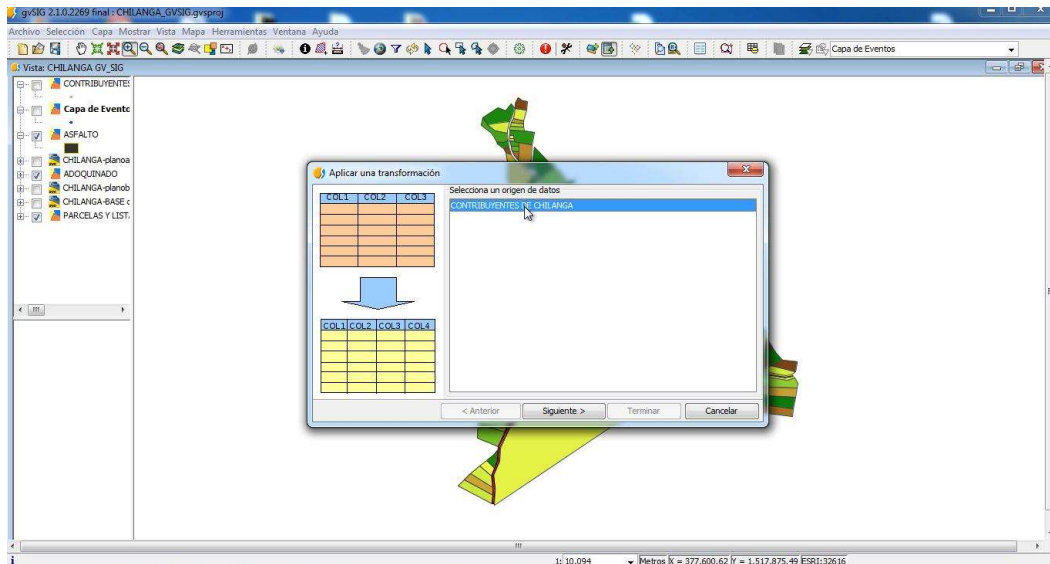 gvSIG 2.1.0.2269 final : CHILANGA_GVSIG.gvsproj
Archivo Selección Capa Mostrar Vista Mapa Herramientas Ventana Ayuda
Capa de Eventos
Vista: CHILANGA GV_SIG
CONTRIBUYENTES
Capa de Evento
ASFALTO
CHILANGA-planoa
ADOQUINADO
CHILANGA-planob
CHILANGA-BASE c
PARCELAS Y LIST.
Aplicar una transformación
Selecciona un origen de datos
CONTRIBUYENTES DE CHILANGA
COL1 COL2 COL3
COL1 COL2 COL3 COL4
< Anterior Siguiente > Terminar Cancelar
1: 10.094 Metros X = 377.600,62 Y = 1.517.875,49 ESRI:32616